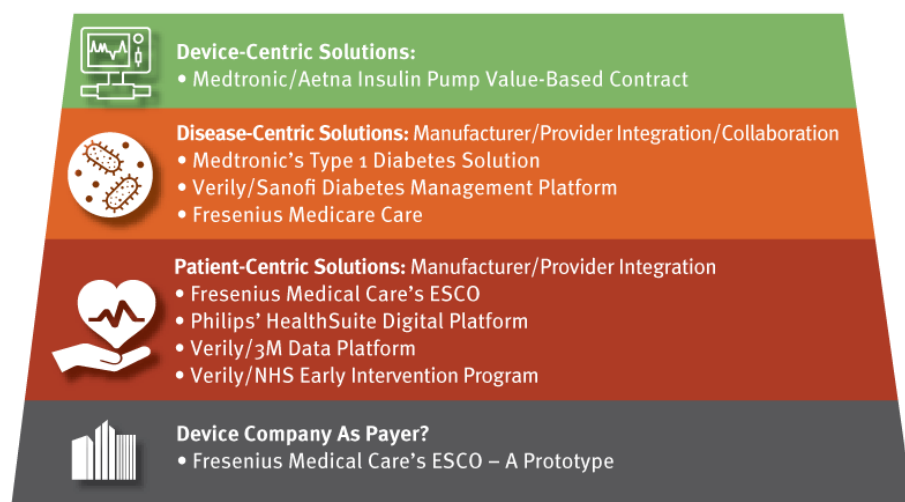 Device-Centric Solutions:
• Medtronic/Aetna Insulin Pump Value-Based Contract
Disease-Centric Solutions: Manufacturer/Provider Integration/Collaboration
• Medtronic's Type 1 Diabetes Solution
• Verily/Sanofi Diabetes Management Platform
• Fresenius Medicare Care
Patient-Centric Solutions: Manufacturer/Provider Integration
• Fresenius Medical Care's ESCO
• Philips' HealthSuite Digital Platform
• Verily/3M Data Platform
• Verily/NHS Early Intervention Program
Device Company As Payer?
• Fresenius Medical Care's ESCO – A Prototype